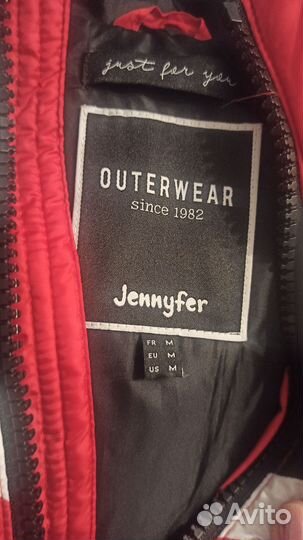 just for you
OUTERWEAR
since 1982
Jennyfer
FR M
EU M
US M
Avito